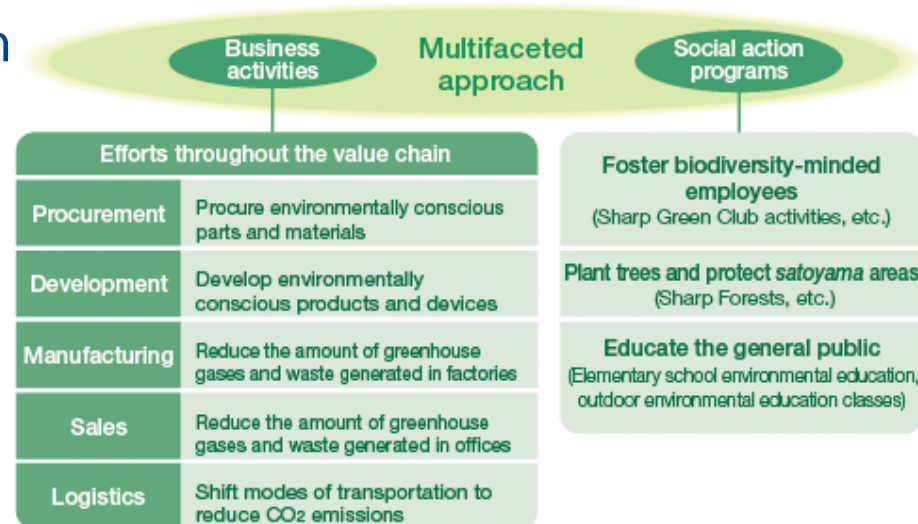 n
Business
activities
Multifaceted
approach
Social action
programs
Efforts throughout the value chain
Procurement
Procure environmentally conscious
parts and materials
Development
Develop environmentally
conscious products and devices
Manufacturing
Reduce the amount of greenhouse
gases and waste generated in factories
Sales
Reduce the amount of greenhouse
gases and waste generated in offices
Logistics
Shift modes of transportation to
reduce CO2 emissions
Foster biodiversity-minded
employees
(Sharp Green Club activities, etc.)
Plant trees and protect satoyama areas
(Sharp Forests, etc.)
Educate the general public
(Elementary school environmental education,
outdoor environmental education classes)